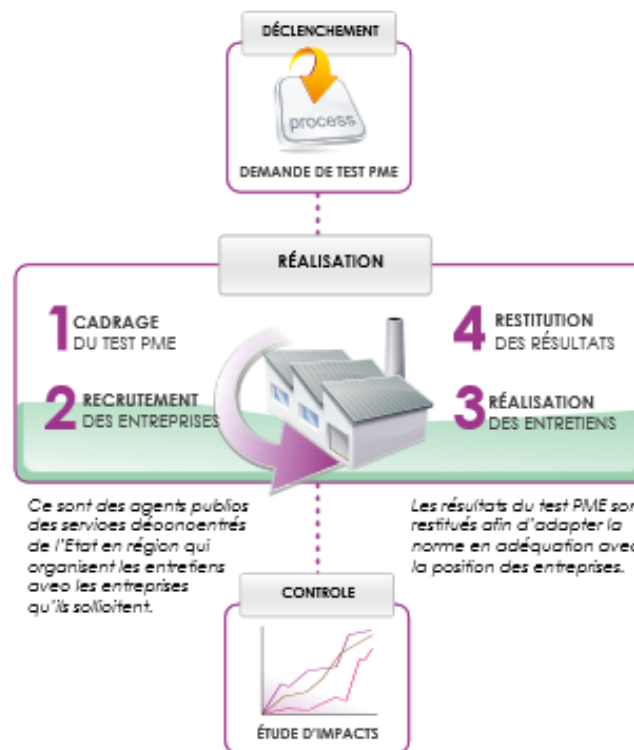 DÉCLENCHEMENT
process
DEMANDE DE TEST PME
RÉALISATION
1 CADRAGE
DU TEST PME
2 RECRUTEMENT
DES ENTREPRISES
4 RESTITUTION
DES RÉSULTATS
3 RÉALISATION
DES ENTRETIENS
Ce sont des agents publics
des services déconcentrés
de l'Etat en région qui
organisent les entretiens
avec les entreprises
qu'ils sollicitent.
Les résultats du test PME son
restitués afin d'adapter la
norme en adéquation avec
la position des entreprises.
CONTROLE
ÉTUDE D'IMPACTS